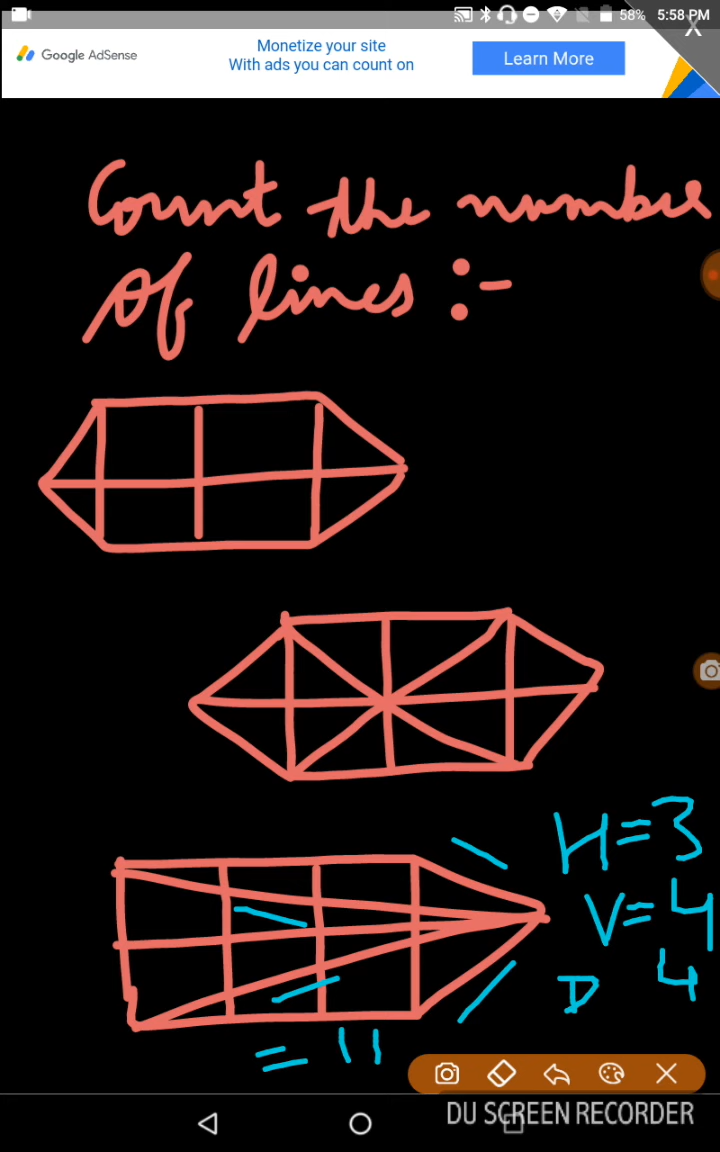 58% 5:58 PM
X
Google AdSense
Monetize your site
With ads you can count on
Learn More
Count the number
of lines :-
H=3
V=4
D 4
= 11
DU SCREEN RECORDER